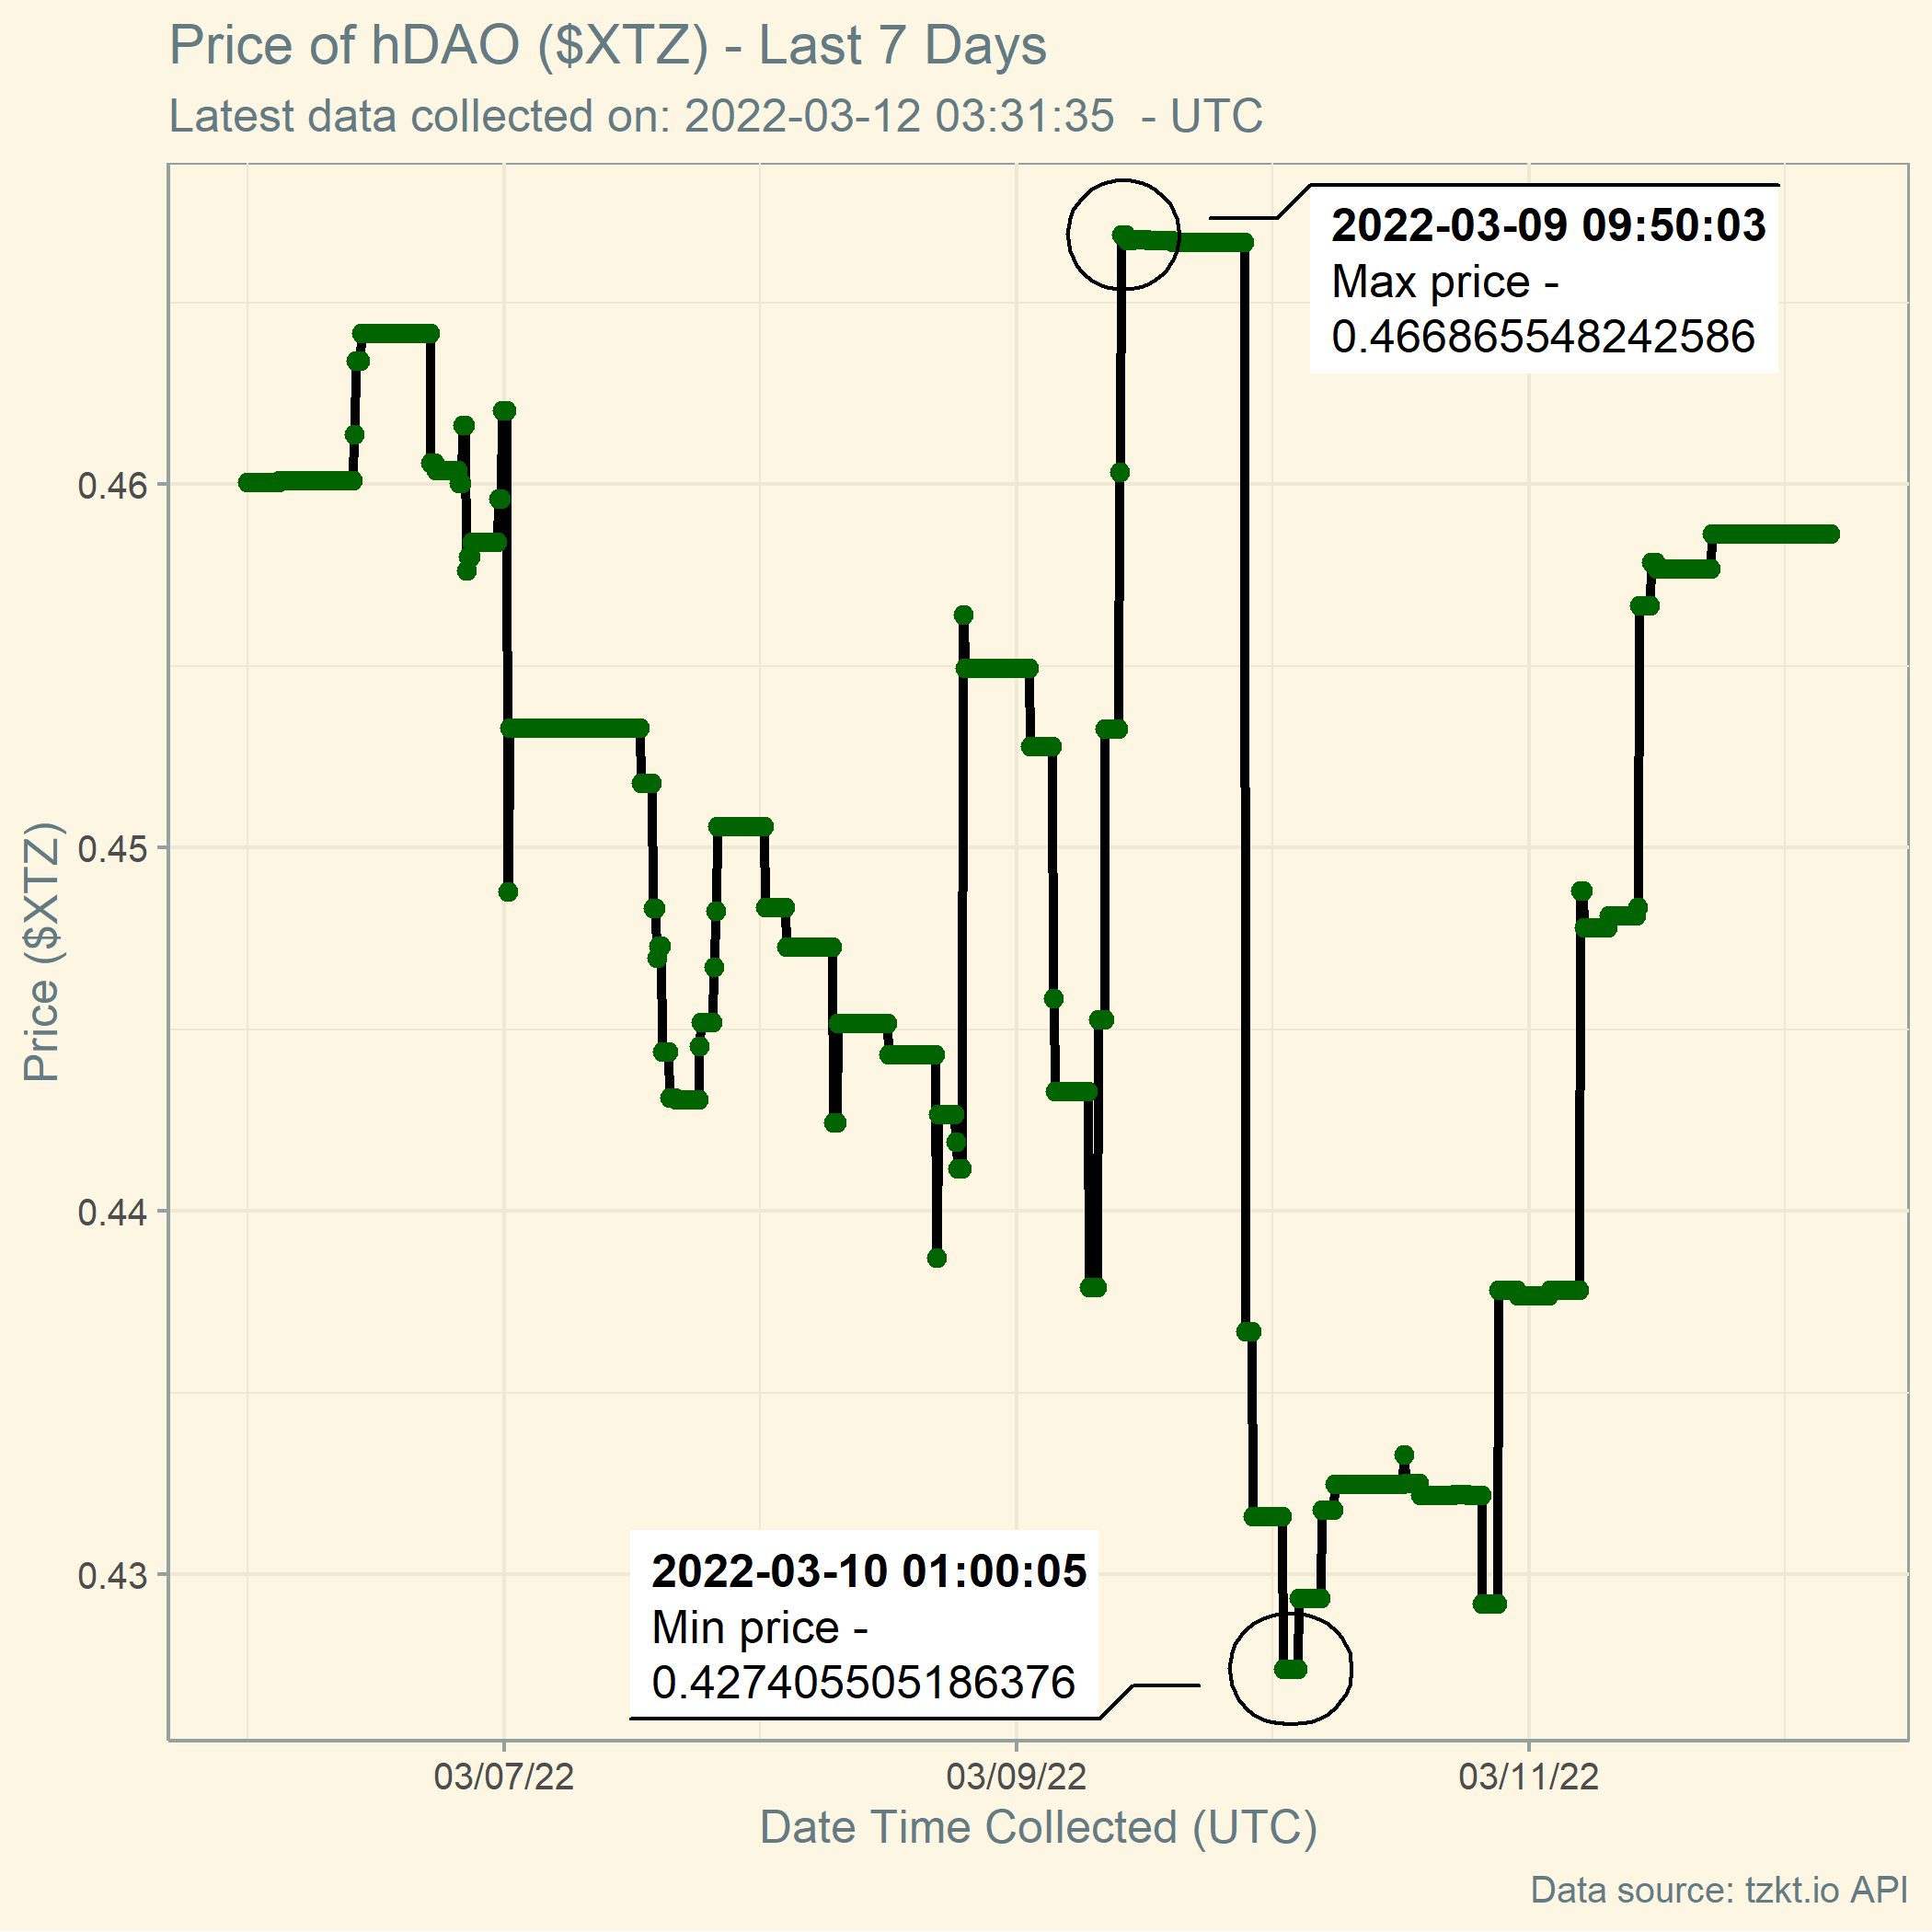 Price of hDAO ($XTZ) - Last 7 Days
Latest data collected on: 2022-03-12 03:31:35  - UTC
2022-03-09 09:50:03
Max price -
0.466865548242586
0.46
0.45
0.44
0.43
Price ($XTZ)
2022-03-10 01:00:05
Min price -
0.427405505186376
03/07/22
03/09/22
03/11/22
Date Time Collected (UTC)
Data source: tzkt.io API